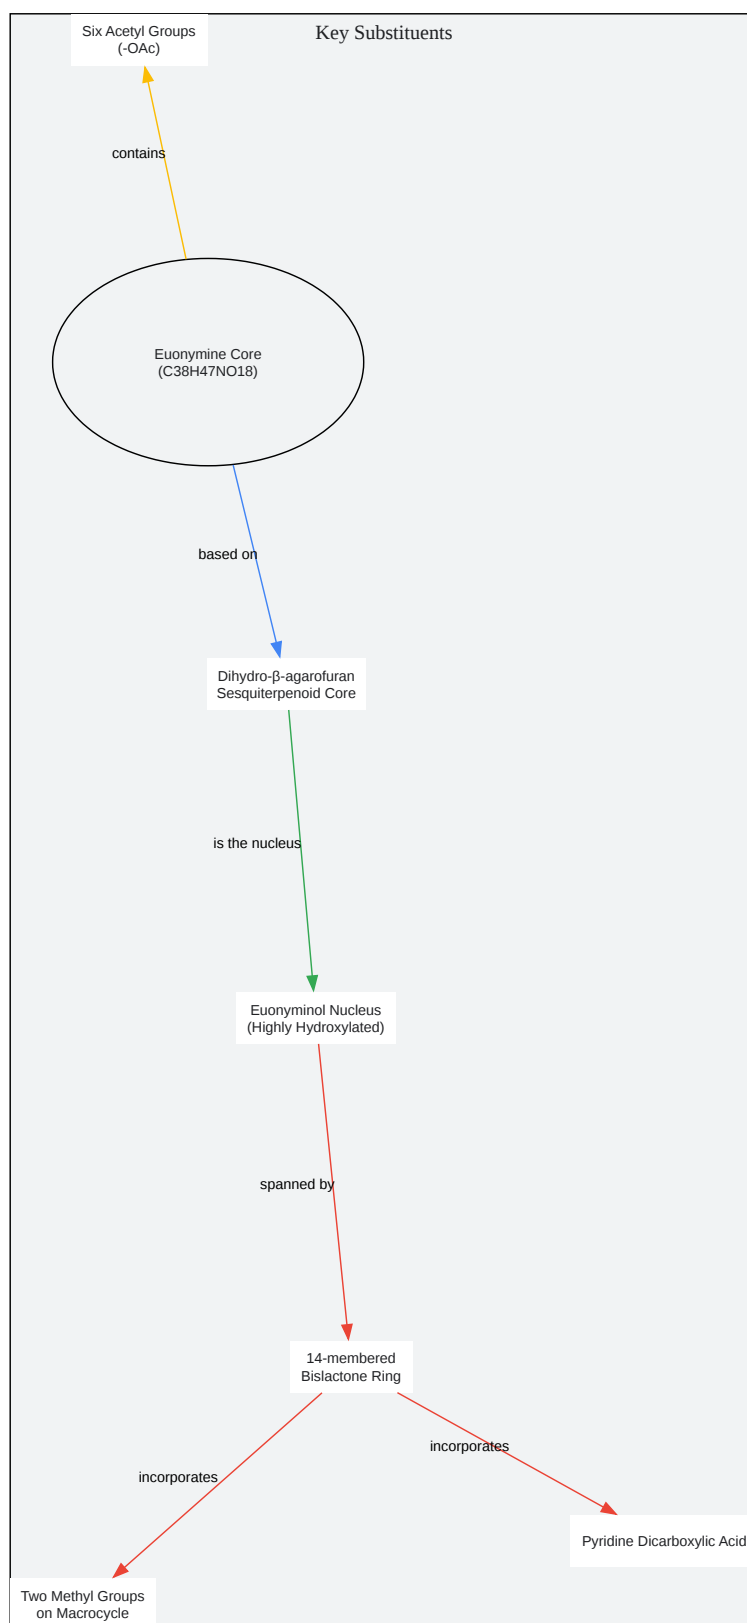 Six Acetyl Groups
(-OAc)
Key Substituents
contains
Euonymine Core
(C38H47NO18)
based on
Dihydro-β-agarofuran
Sesquiterpenoid Core
is the nucleus
Euonyminol Nucleus
(Highly Hydroxylated)
spanned by
14-membered
Bislactone Ring
incorporates
incorporates
Pyridine Dicarboxylic Acid
Two Methyl Groups
on Macrocycle